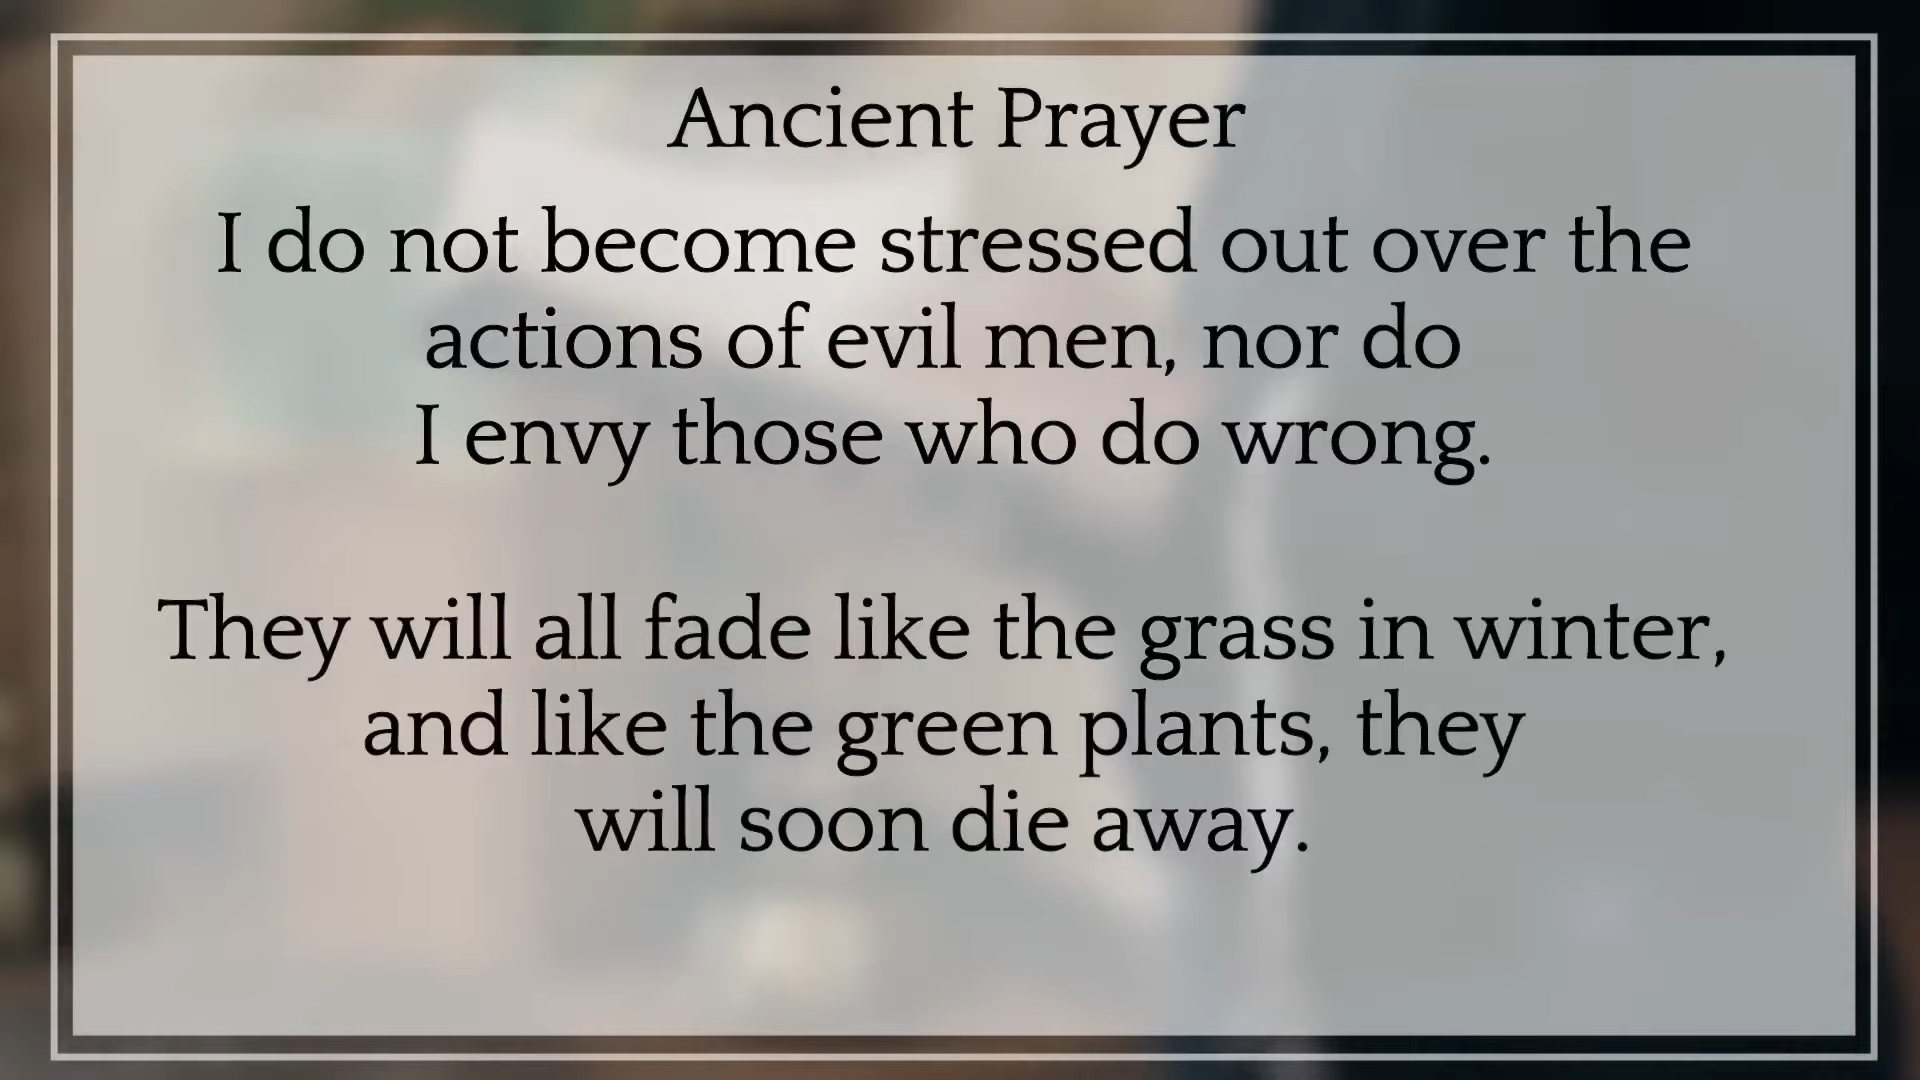 Ancient Prayer
I do not become stressed out over the
actions of evil men, nor do
I envy those who do wrong.
They will all fade like the grass in winter,
and like the green plants, they
will soon die away.